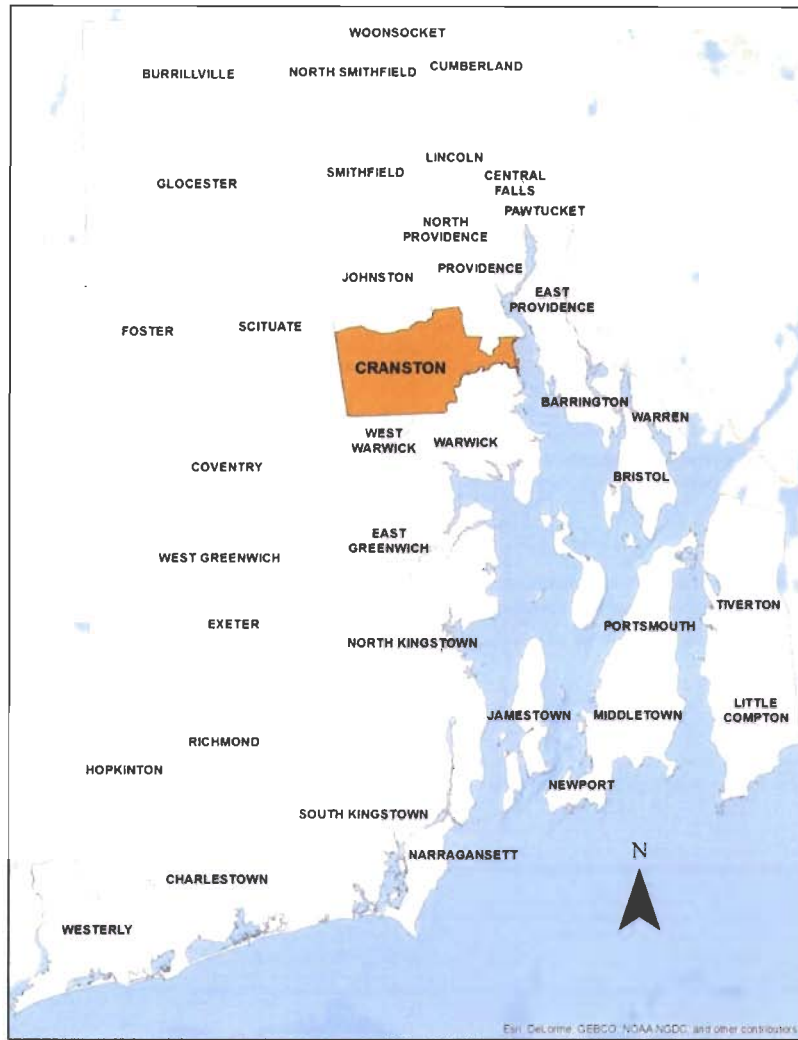 WOONSOCKET
BURRILLVILLE
NORTH SMITHFIELD
CUMBERLAND
GLOCESTER
SMITHFIELD
LINCOLN
CENTRAL
FALLS
PAWTUCKET
NORTH
PROVIDENCE
JOHNSTON
PROVIDENCE
EAST
PROVIDENCE
FOSTER
SCITUATE
CRANSTON
BARRINGTON
WARREN
WEST
WARWICK
WARWICK
COVENTRY
BRISTOL
EAST
GREENWICH
WEST GREENWICH
EXETER
TIVERTON
PORTSMOUTH
NORTH KINGSTOWN
JAMESTOWN
MIDDLETOWN
LITTLE
COMPTON
RICHMOND
HOPKINTON
NEWPORT
SOUTH KINGSTOWN
NARRAGANSETT
N
CHARLESTOWN
WESTERLY
Esri, DeLorme, GEBCO, NOAA NGDC, and other contributors